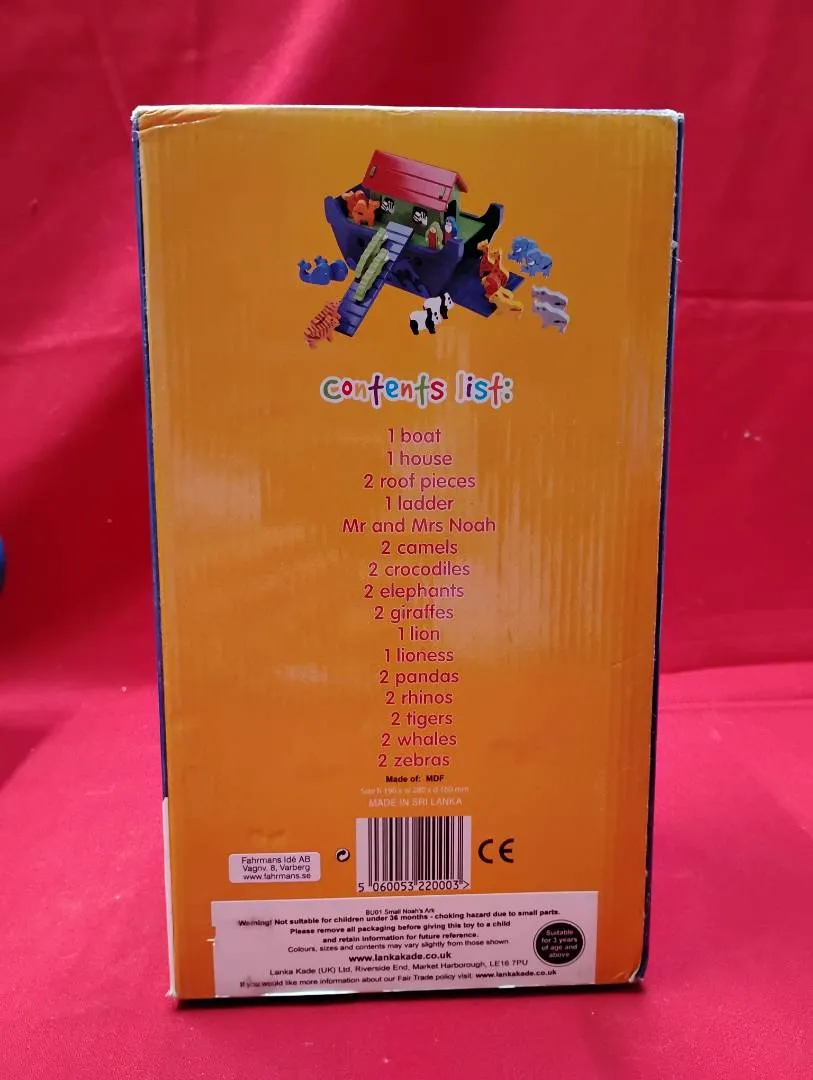 contents list:
1 boat
1 house
2 roof pieces
1 ladder
Mr and Mrs Noah
2 camels
2 crocodiles
2 elephants
2 giraffes
1 lion
1 lioness
2 pandas
2 rhinos
2 tigers
2 whales
2 zebras
Made of: MDF
Size h 190 x w 280 x d 160 mm
MADE IN SRI LANKA
CE
Fahrmans Idé AB
Vagnv. 8, Varberg
www.fahrmans.se
5 060053 220003 >
BU01 Small Noah's Ark
Warning! Not suitable for children under 36 months - choking hazard due to small parts.
Please remove all packaging before giving this toy to a child
and retain information for future reference.
Colours, sizes and contents may vary slightly from those shown
www.lankakade.co.uk
Lanka Kade (UK) Ltd, Riverside End, Market Harborough, LE16 7PU
If you would like more information about our Fair Trade policy visit: www.lankakade.co.uk
Suitable
for 3 years
of age and
above